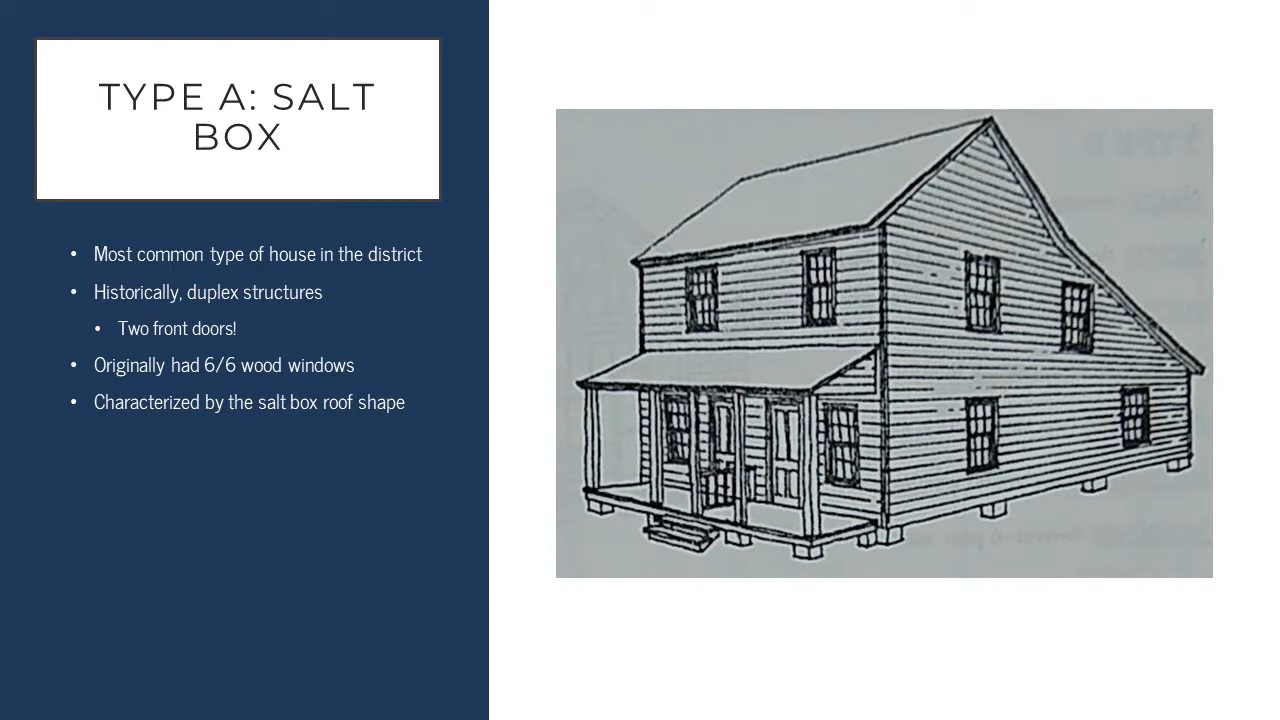 TYPE A: SALT
BOX
• Most common type of house in the district
• Historically, duplex structures
• Two front doors!
• Originally had 6/6 wood windows
• Characterized by the salt box roof shape